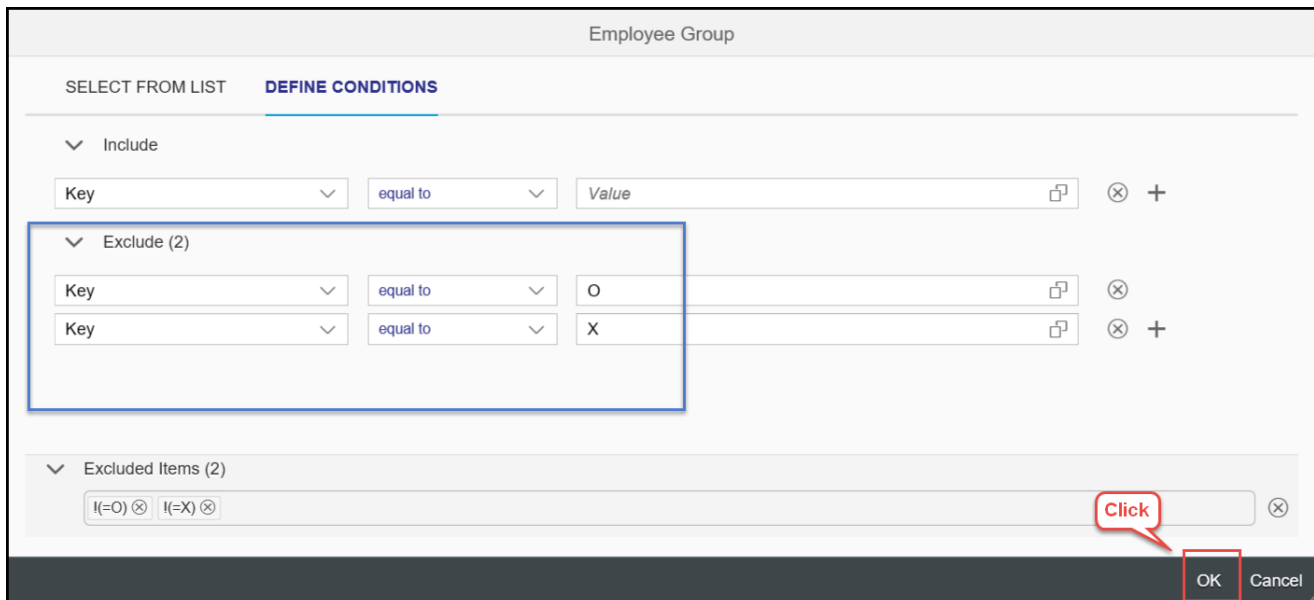 Employee Group
SELECT FROM LIST DEFINE CONDITIONS
Include
Key equal to Value
Exclude (2)
Key equal to O
Key equal to X
Excluded Items (2)
!(=O) !(=X)
Click
OK Cancel